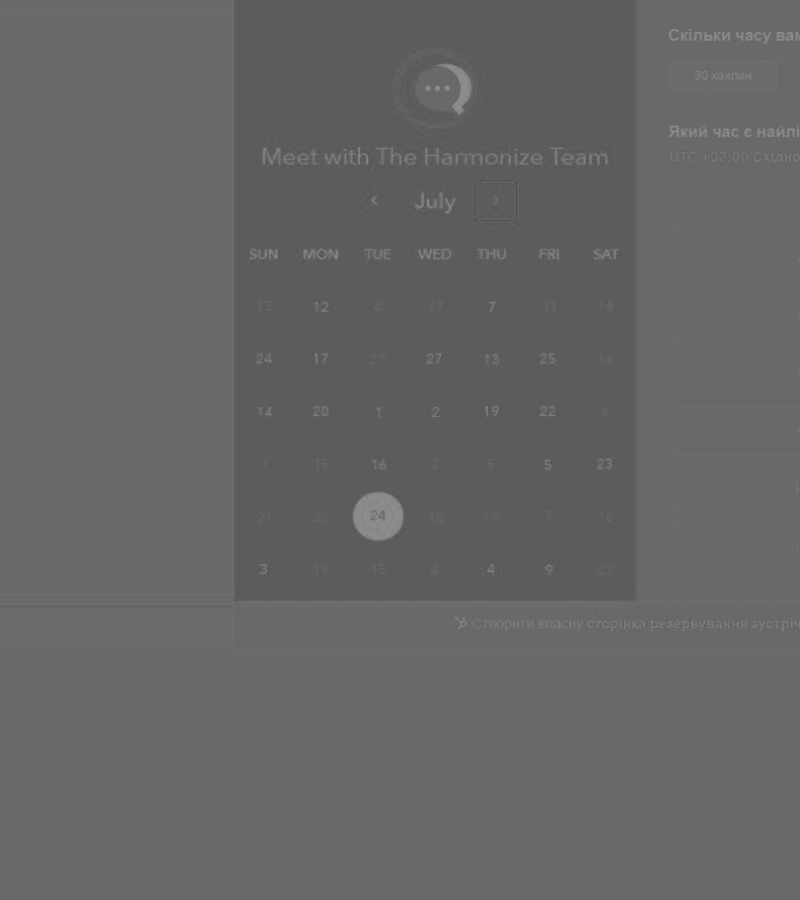 Meet with The Harmonize Team
July
SUN MON TUE WED THU FRI SAT
13 12 4 17 7 31 14
24 17 27 27 13 25 16
14 20 1 2 19 22 4
1 15 16 2 5 5 23
21 22 24 10 19 7 16
3 19 15 4 4 9 22
Скільки часу вам
30 хвилин
Який час є найлі
UTC +03:00 Східно
Створити власну сторінка резервування зустріч